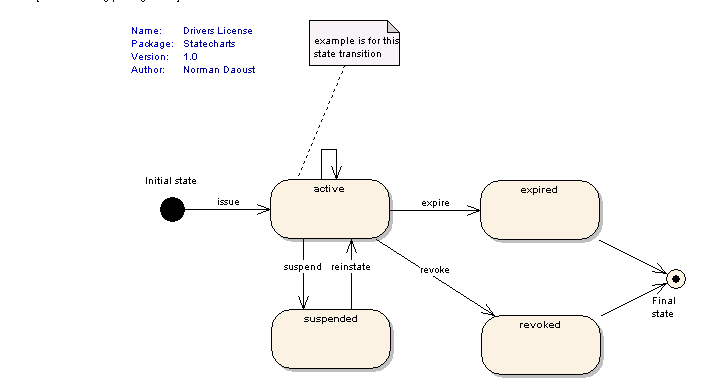 Name: Drivers License
Package: Statecharts
Version: 1.0
Author: Norman Daoust
example is for this
state transition
Initial state
issue
active
expire
expired
suspend
reinstate
revoke
Final
state
suspended
revoked